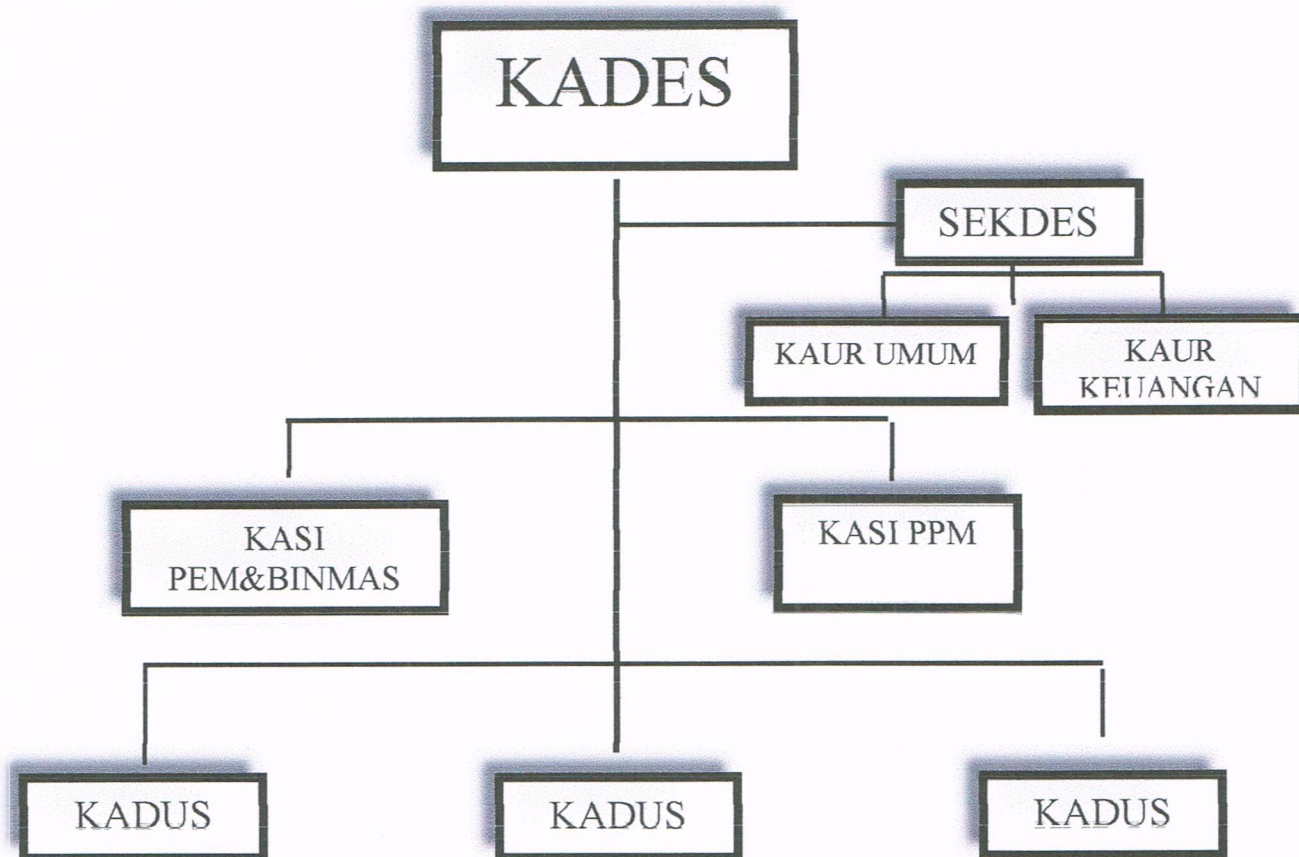 KADES
SEKDES
KAUR UMUM
KAUR
KEUANGAN
KASI
PEM&BINMAS
KASI PPM
KADUS
KADUS
KADUS